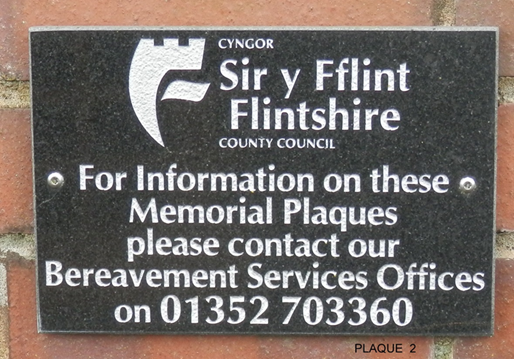 CYNGOR
Sir y Fflint
Flintshire
COUNTY COUNCIL
For Information on these
Memorial Plaques
please contact our
Bereavement Services Offices
on 01352 703360
PLAQUE 2